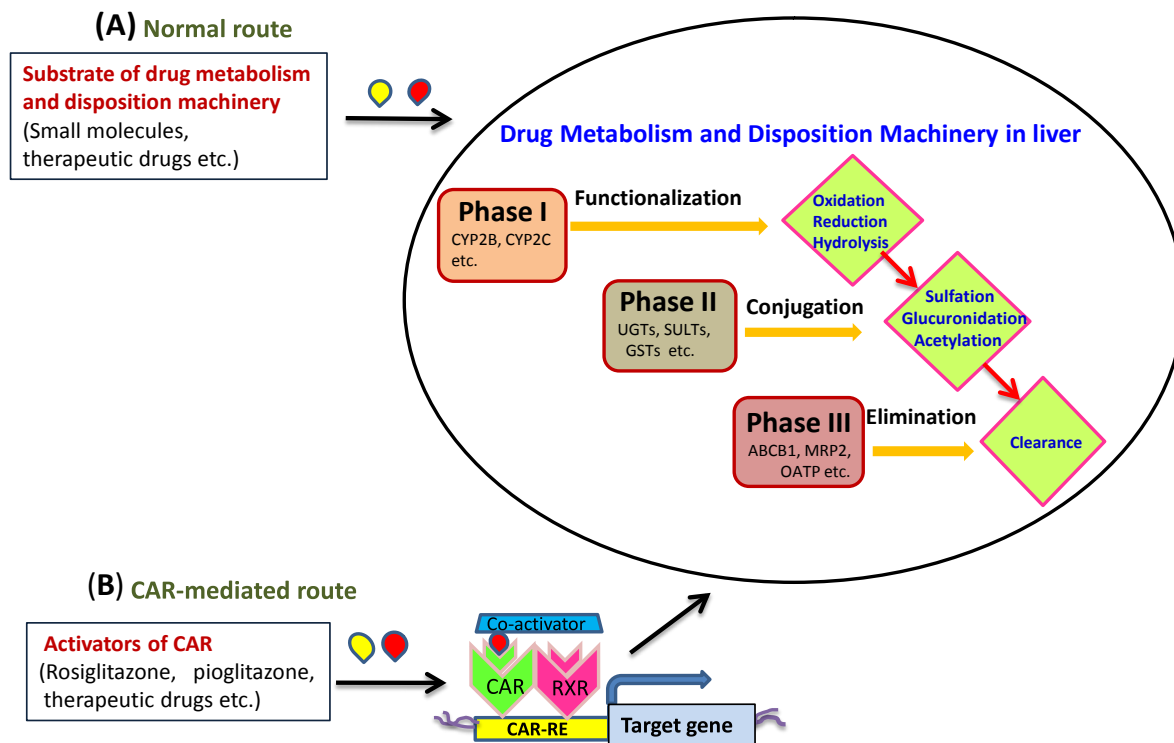 (A) Normal route
Substrate of drug metabolism
and disposition machinery
(Small molecules,
therapeutic drugs etc.)
Drug Metabolism and Disposition Machinery in liver
Phase I
CYP2B, CYP2C
etc.
Functionalization
Oxidation
Reduction
Hydrolysis
Phase II
UGTs, SULTs,
GSTs etc.
Conjugation
Sulfation
Glucuronidation
Acetylation
Phase III
ABCB1, MRP2,
OATP etc.
Elimination
Clearance
(B) CAR-mediated route
Activators of CAR
(Rosiglitazone, pioglitazone,
therapeutic drugs etc.)
Co-activator
CAR
RXR
CAR-RE
Target gene